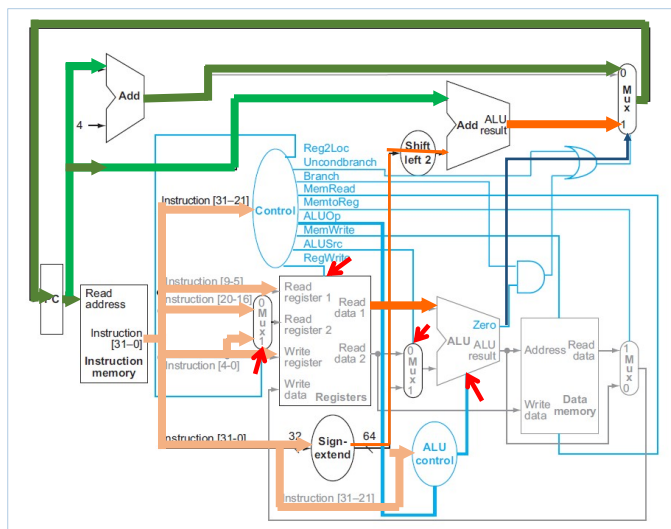 0
Add
M
u
x
4
Add ALU
result
1
Shift
left 2
Reg2Loc
Uncondbranch
Branch
MemRead
Instruction [31–21]
Control
MemtoReg
ALUOp
MemWrite
ALUSrc
RegWrite
PC
Read
address
Instruction
[31–0]
Instruction
memory
Instruction [9-5]
Instruction [20-16]
Instruction [4-0]
0
M
u
x
1
Read
register 1
Read
data 1
Read
register 2
Write
register
Read
data 2
Write
data
Registers
0
M
u
x
1
Zero
ALU ALU
result
Address
Read
data
Write
data
Data
memory
1
M
u
x
0
Instruction [31-0]
32
Sign-
extend
64
ALU
control
Instruction [31–21]